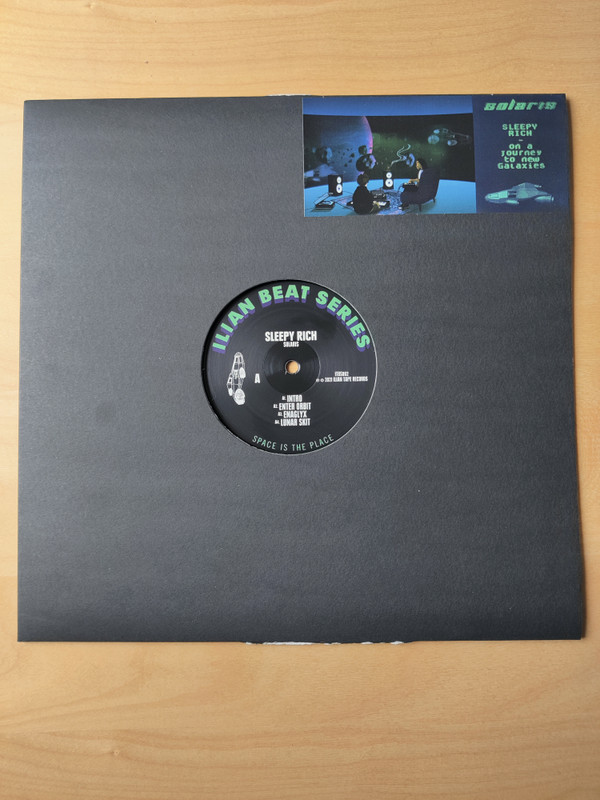 SOLARIS
SLEEPY
RICH
-
ON A
JOURNEY
TO NEW
GALAXIES
ILIAN BEAT SERIES
SLEEPY RICH
SOLARIS
A
A1. INTRO
A2. ENTER ORBIT
A3. ENAGLYX
A4. LUNAR SKIT
SPACE IS THE PLACE